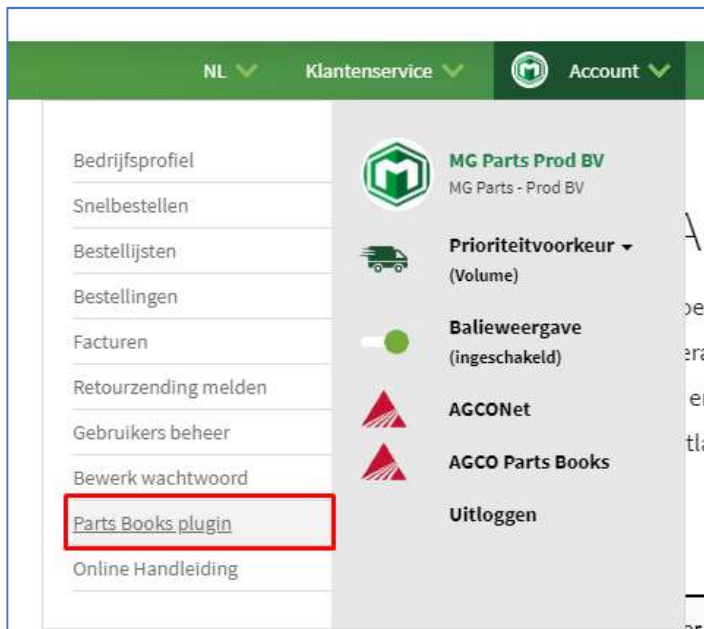 NL
Klantenservice
Account
Bedrijfsprofiel
Snelbestellen
Bestellijsten
Bestellingen
Facturen
Retourzending melden
Gebruikers beheer
Bewerk wachtwoord
Parts Books plugin
Online Handleiding
MG Parts Prod BV
MG Parts - Prod BV
Prioriteitvoorkeur
(Volume)
Balieweergave
(ingeschakeld)
AGCONet
AGCO Parts Books
Uitloggen